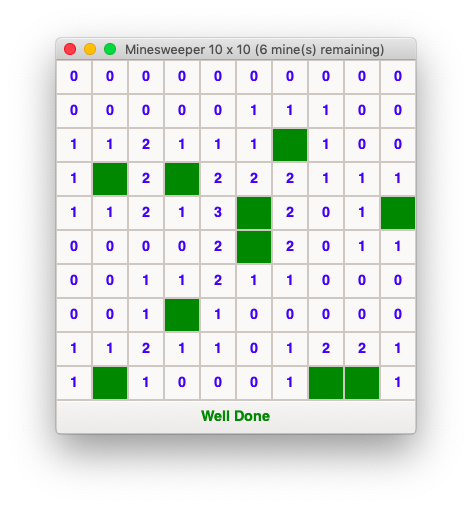 Minesweeper 10 x 10 (6 mine(s) remaining)
0 0 0 0 0 0 0 0 0 0
0 0 0 0 0 1 1 1 0 0
1 1 2 1 1 1 1 0 0
1 2 2 2 2 1 1 1
1 1 2 1 3 2 0 1
0 0 0 0 2 2 0 1 1
0 0 1 1 2 1 1 0 0 0
0 0 1 1 0 0 0 0 0
1 1 2 1 1 0 1 2 2 1
1 1 0 0 0 1 1
Well Done